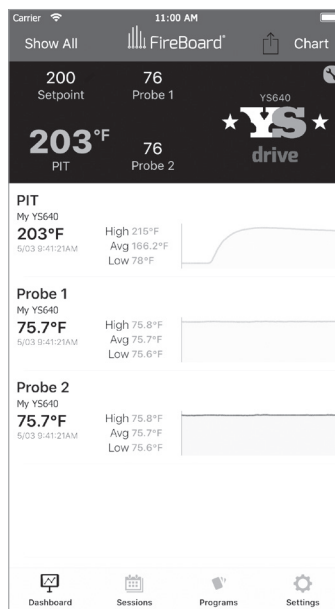 Carrier 11:00 AM
Show All FireBoard® Chart
200 76
Setpoint Probe 1
YS640
YS
drive
203°F 76
PIT Probe 2
PIT
My YS640
203°F
5/03 9:41:21AM
High 215°F
Avg 166.2°F
Low 78°F
Probe 1
My YS640
75.7°F
5/03 9:41:21AM
High 75.8°F
Avg 75.7°F
Low 75.6°F
Probe 2
My YS640
75.7°F
5/03 9:41:21AM
High 75.8°F
Avg 75.7°F
Low 75.6°F
Dashboard Sessions Programs Settings